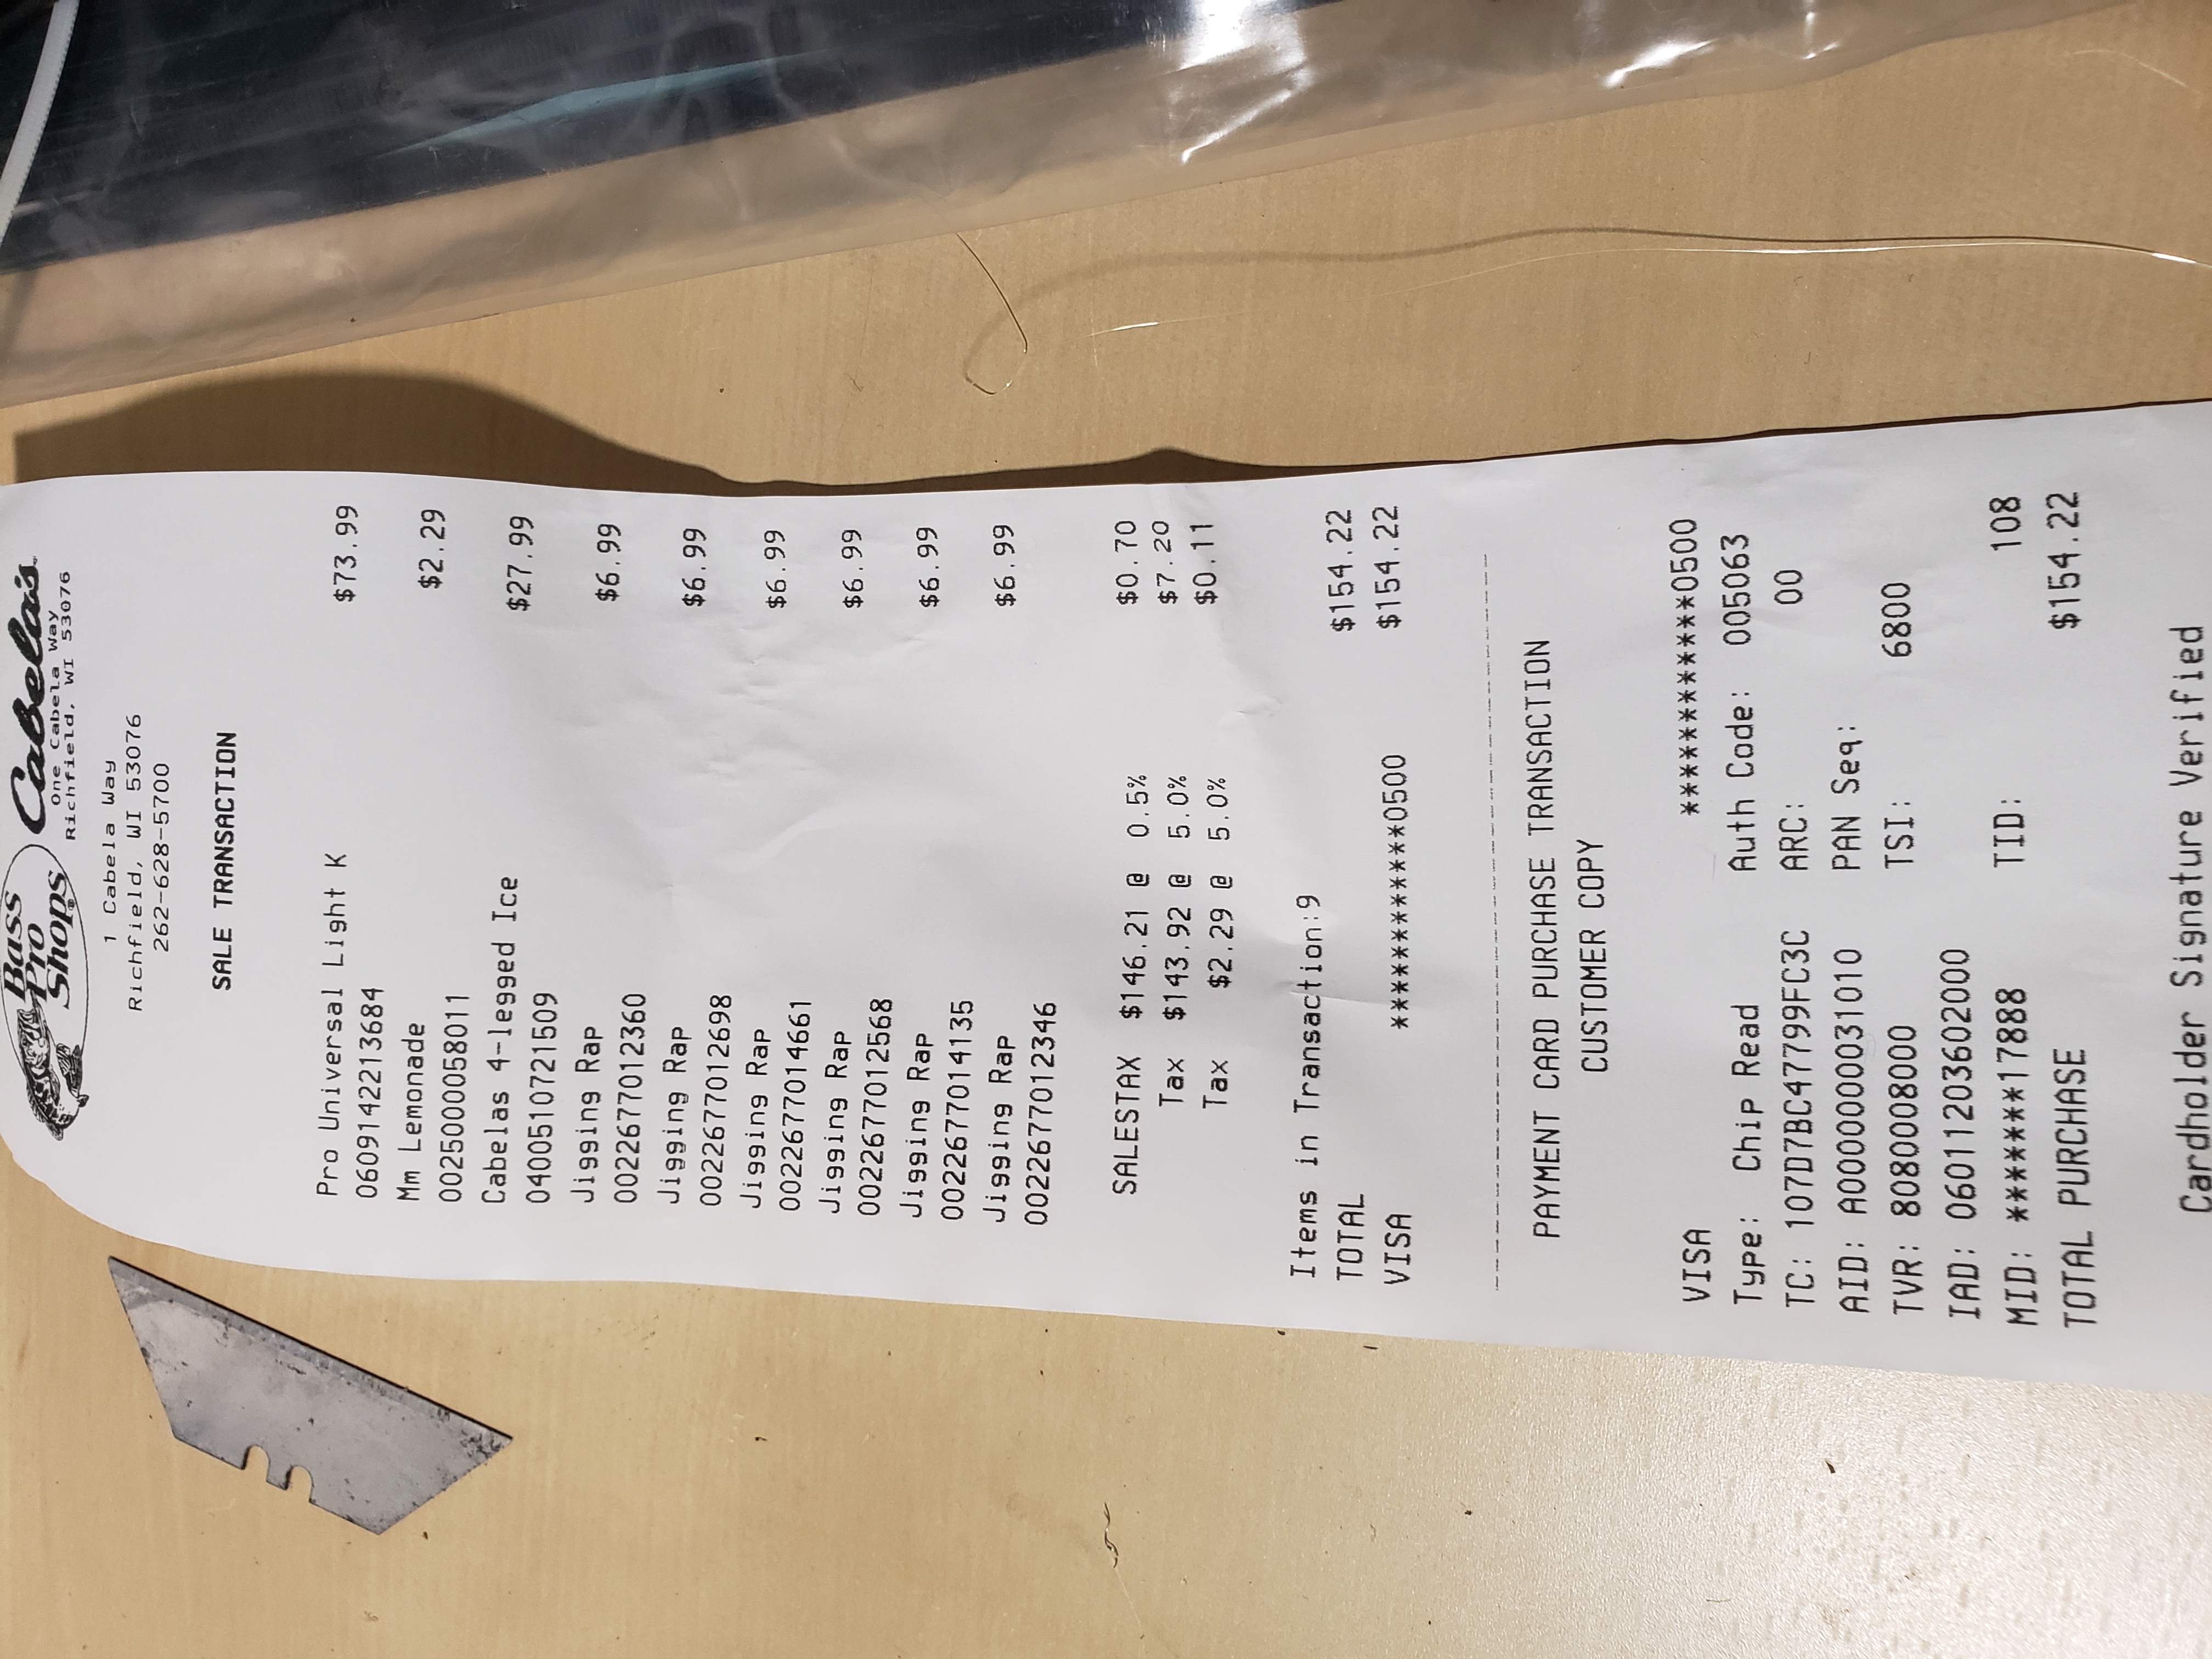 Bass Pro Shops® Cabela's
One Cabela Way
Richfield, WI 53076
1 Cabela Way
Richfield, WI 53076
262-628-5700
SALE TRANSACTION
Pro Universal Light K $73.99
060914221368​4
Mm Lemonade $2.29
0025000058011
Cabelas 4-legged Ice $27.99
0400510721509
Jigging Rap $6.99
0022677012360
Jigging Rap $6.99
0022677012698
Jigging Rap $6.99
0022677014661
Jigging Rap $6.99
0022677012568
Jigging Rap $6.99
0022677014135
Jigging Rap $6.99
0022677012346
SALESTAX $146.21 @ 0.5% $0.70
Tax $143.92 @ 5.0% $7.20
Tax $2.29 @ 5.0% $0.11
Items in Transaction:9
TOTAL $154.22
VISA $154.22
************0500
PAYMENT CARD PURCHASE TRANSACTION
CUSTOMER COPY
VISA ************0500
Type: Chip Read Auth Code: 005063
TC: 107D7BC47799FC3C ARC: 00
AID: A0000000031010 PAN Seq:
TVR: 8080008000 TSI: 6800
IAD: 06011203602000
MID: *******17888 TID: 108
TOTAL PURCHASE $154.22
Cardholder Signature Verified